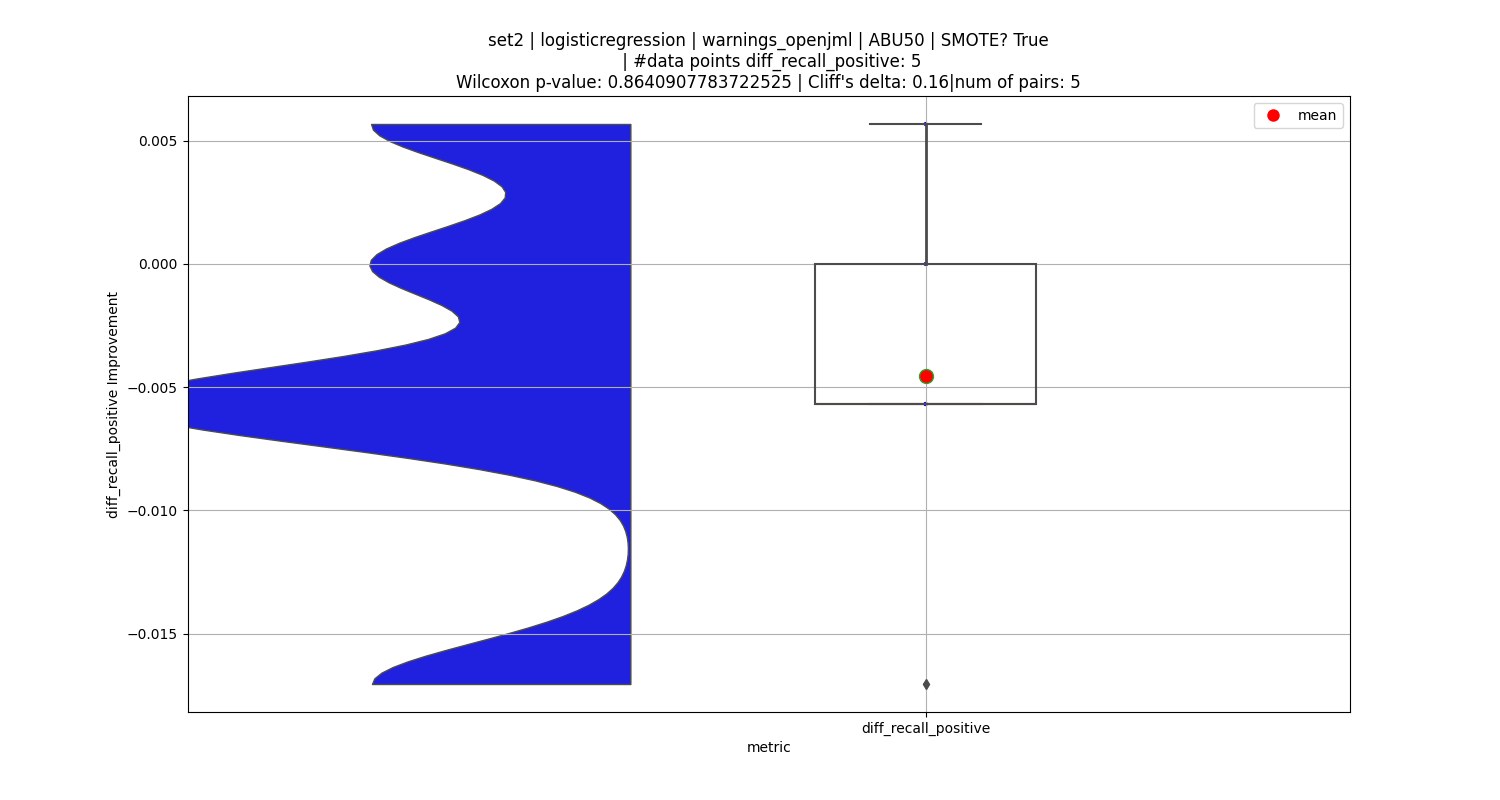 set2 | logisticregression | warnings_openjml | ABU50 | SMOTE? True
| #data points diff_recall_positive: 5
Wilcoxon p-value: 0.8640907783722525 | Cliff's delta: 0.16|num of pairs: 5
mean
0.005
0.000
−0.005
−0.010
−0.015
diff_recall_positive Improvement
diff_recall_positive
metric